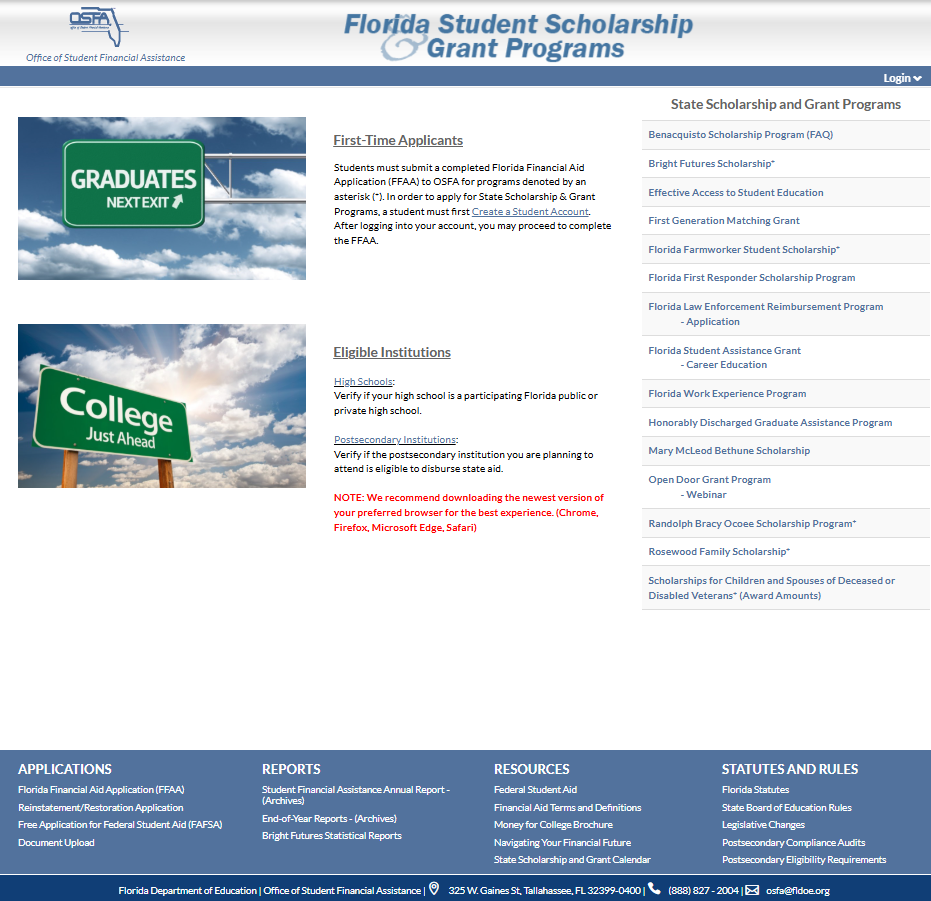 OSFA
Office of Student Financial Assistance
Florida Student Scholarship
& Grant Programs
Login
GRADUATES
NEXT EXIT
First-Time Applicants
Students must submit a completed Florida Financial Aid
Application (FFAA) to OSFA for programs denoted by an
asterisk (*). In order to apply for State Scholarship & Grant
Programs, a student must first Create a Student Account.
After logging into your account, you may proceed to complete
the FFAA.
College
Just Ahead
Eligible Institutions
High Schools:
Verify if your high school is a participating Florida public or
private high school.
Postsecondary Institutions:
Verify if the postsecondary institution you are planning to
attend is eligible to disburse state aid.
NOTE: We recommend downloading the newest version of
your preferred browser for the best experience. (Chrome,
Firefox, Microsoft Edge, Safari)
State Scholarship and Grant Programs
Benacquisto Scholarship Program (FAQ)
Bright Futures Scholarship*
Effective Access to Student Education
First Generation Matching Grant
Florida Farmworker Student Scholarship*
Florida First Responder Scholarship Program
Florida Law Enforcement Reimbursement Program
- Application
Florida Student Assistance Grant
- Career Education
Florida Work Experience Program
Honorably Discharged Graduate Assistance Program
Mary McLeod Bethune Scholarship
Open Door Grant Program
- Webinar
Randolph Bracy Ocoee Scholarship Program*
Rosewood Family Scholarship*
Scholarships for Children and Spouses of Deceased or
Disabled Veterans* (Award Amounts)
APPLICATIONS
Florida Financial Aid Application (FFAA)
Reinstatement/Restoration Application
Free Application for Federal Student Aid (FAFSA)
Document Upload
REPORTS
Student Financial Assistance Annual Report -
(Archives)
End-of-Year Reports - (Archives)
Bright Futures Statistical Reports
RESOURCES
Federal Student Aid
Financial Aid Terms and Definitions
Money for College Brochure
Navigating Your Financial Future
State Scholarship and Grant Calendar
STATUTES AND RULES
Florida Statutes
State Board of Education Rules
Legislative Changes
Postsecondary Compliance Audits
Postsecondary Eligibility Requirements
Florida Department of Education | Office of Student Financial Assistance | 325 W. Gaines St, Tallahassee, FL 32399-0400 | (888) 827 - 2004 | osfa@fldoe.org